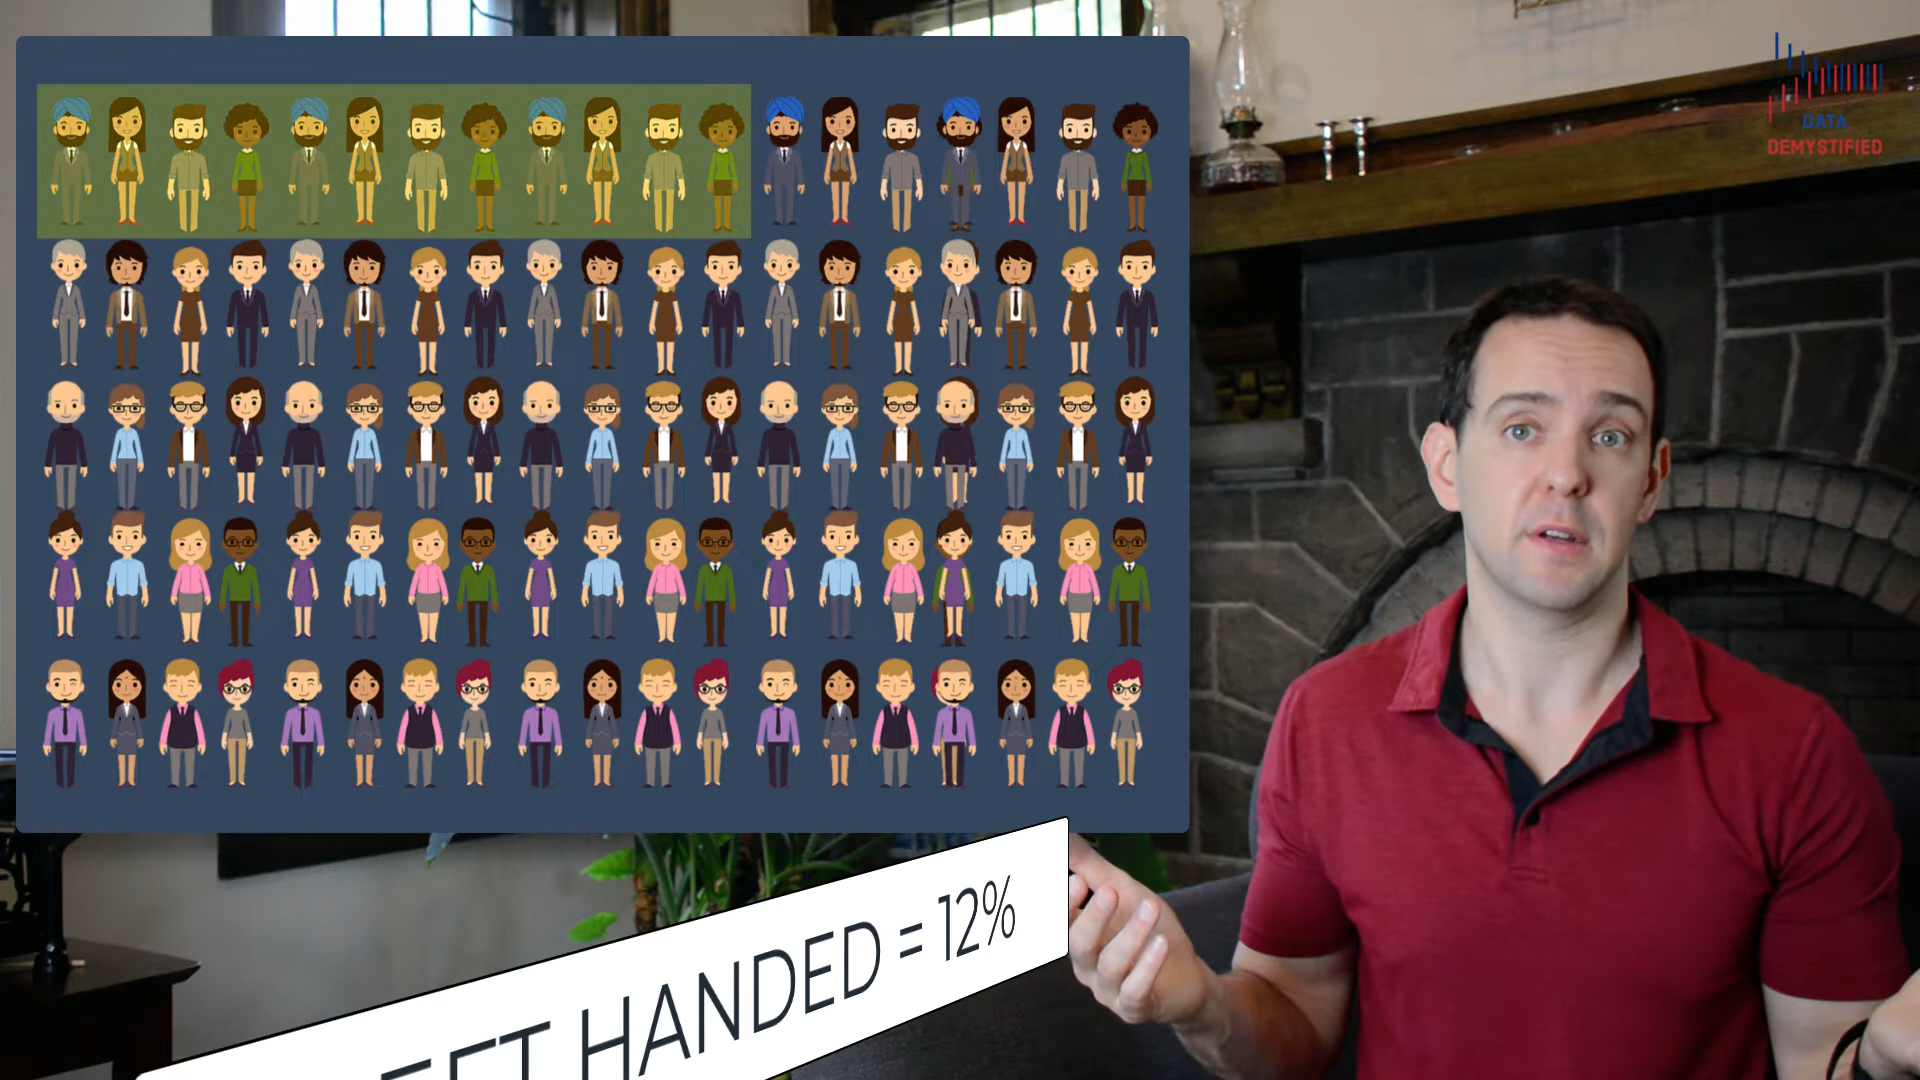 DATA
DEMYSTIFIED
HANDED = 12%